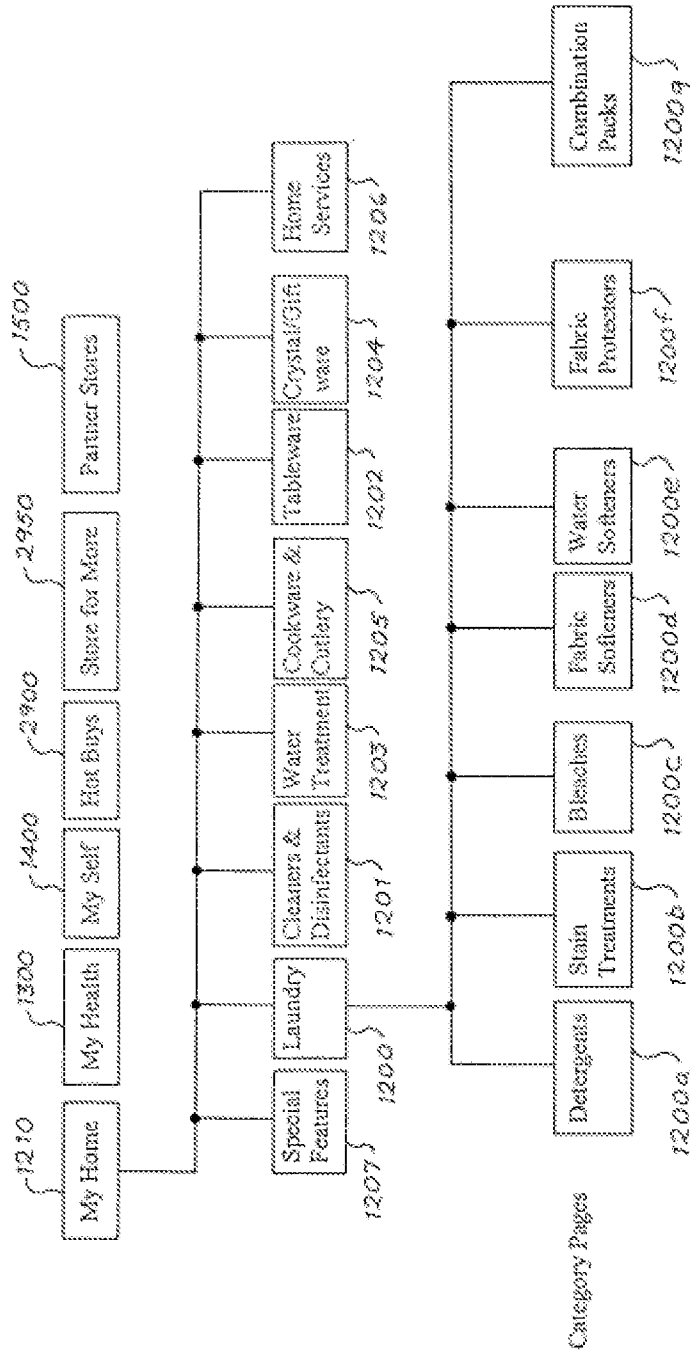 1210
1300
1400
2900
2950
1500
My Home
My Health
My Self
Hot Buys
Store for More
Partner Stores
Special
Features
Laundry
Cleaners &
Disinfectants
Water
Treatment
Cookware &
Cutlery
Tableware
Crystal/Gift
ware
Home
Services
1207
1200
1201
1203
1205
1202
1204
1206
Category Pages
Detergents
Stain
Treatments
Bleaches
Fabric
Softeners
Water
Softeners
Fabric
Protectors
Combination
Packs
1200a
1200b
1200c
1200d
1200e
1200f
1200g